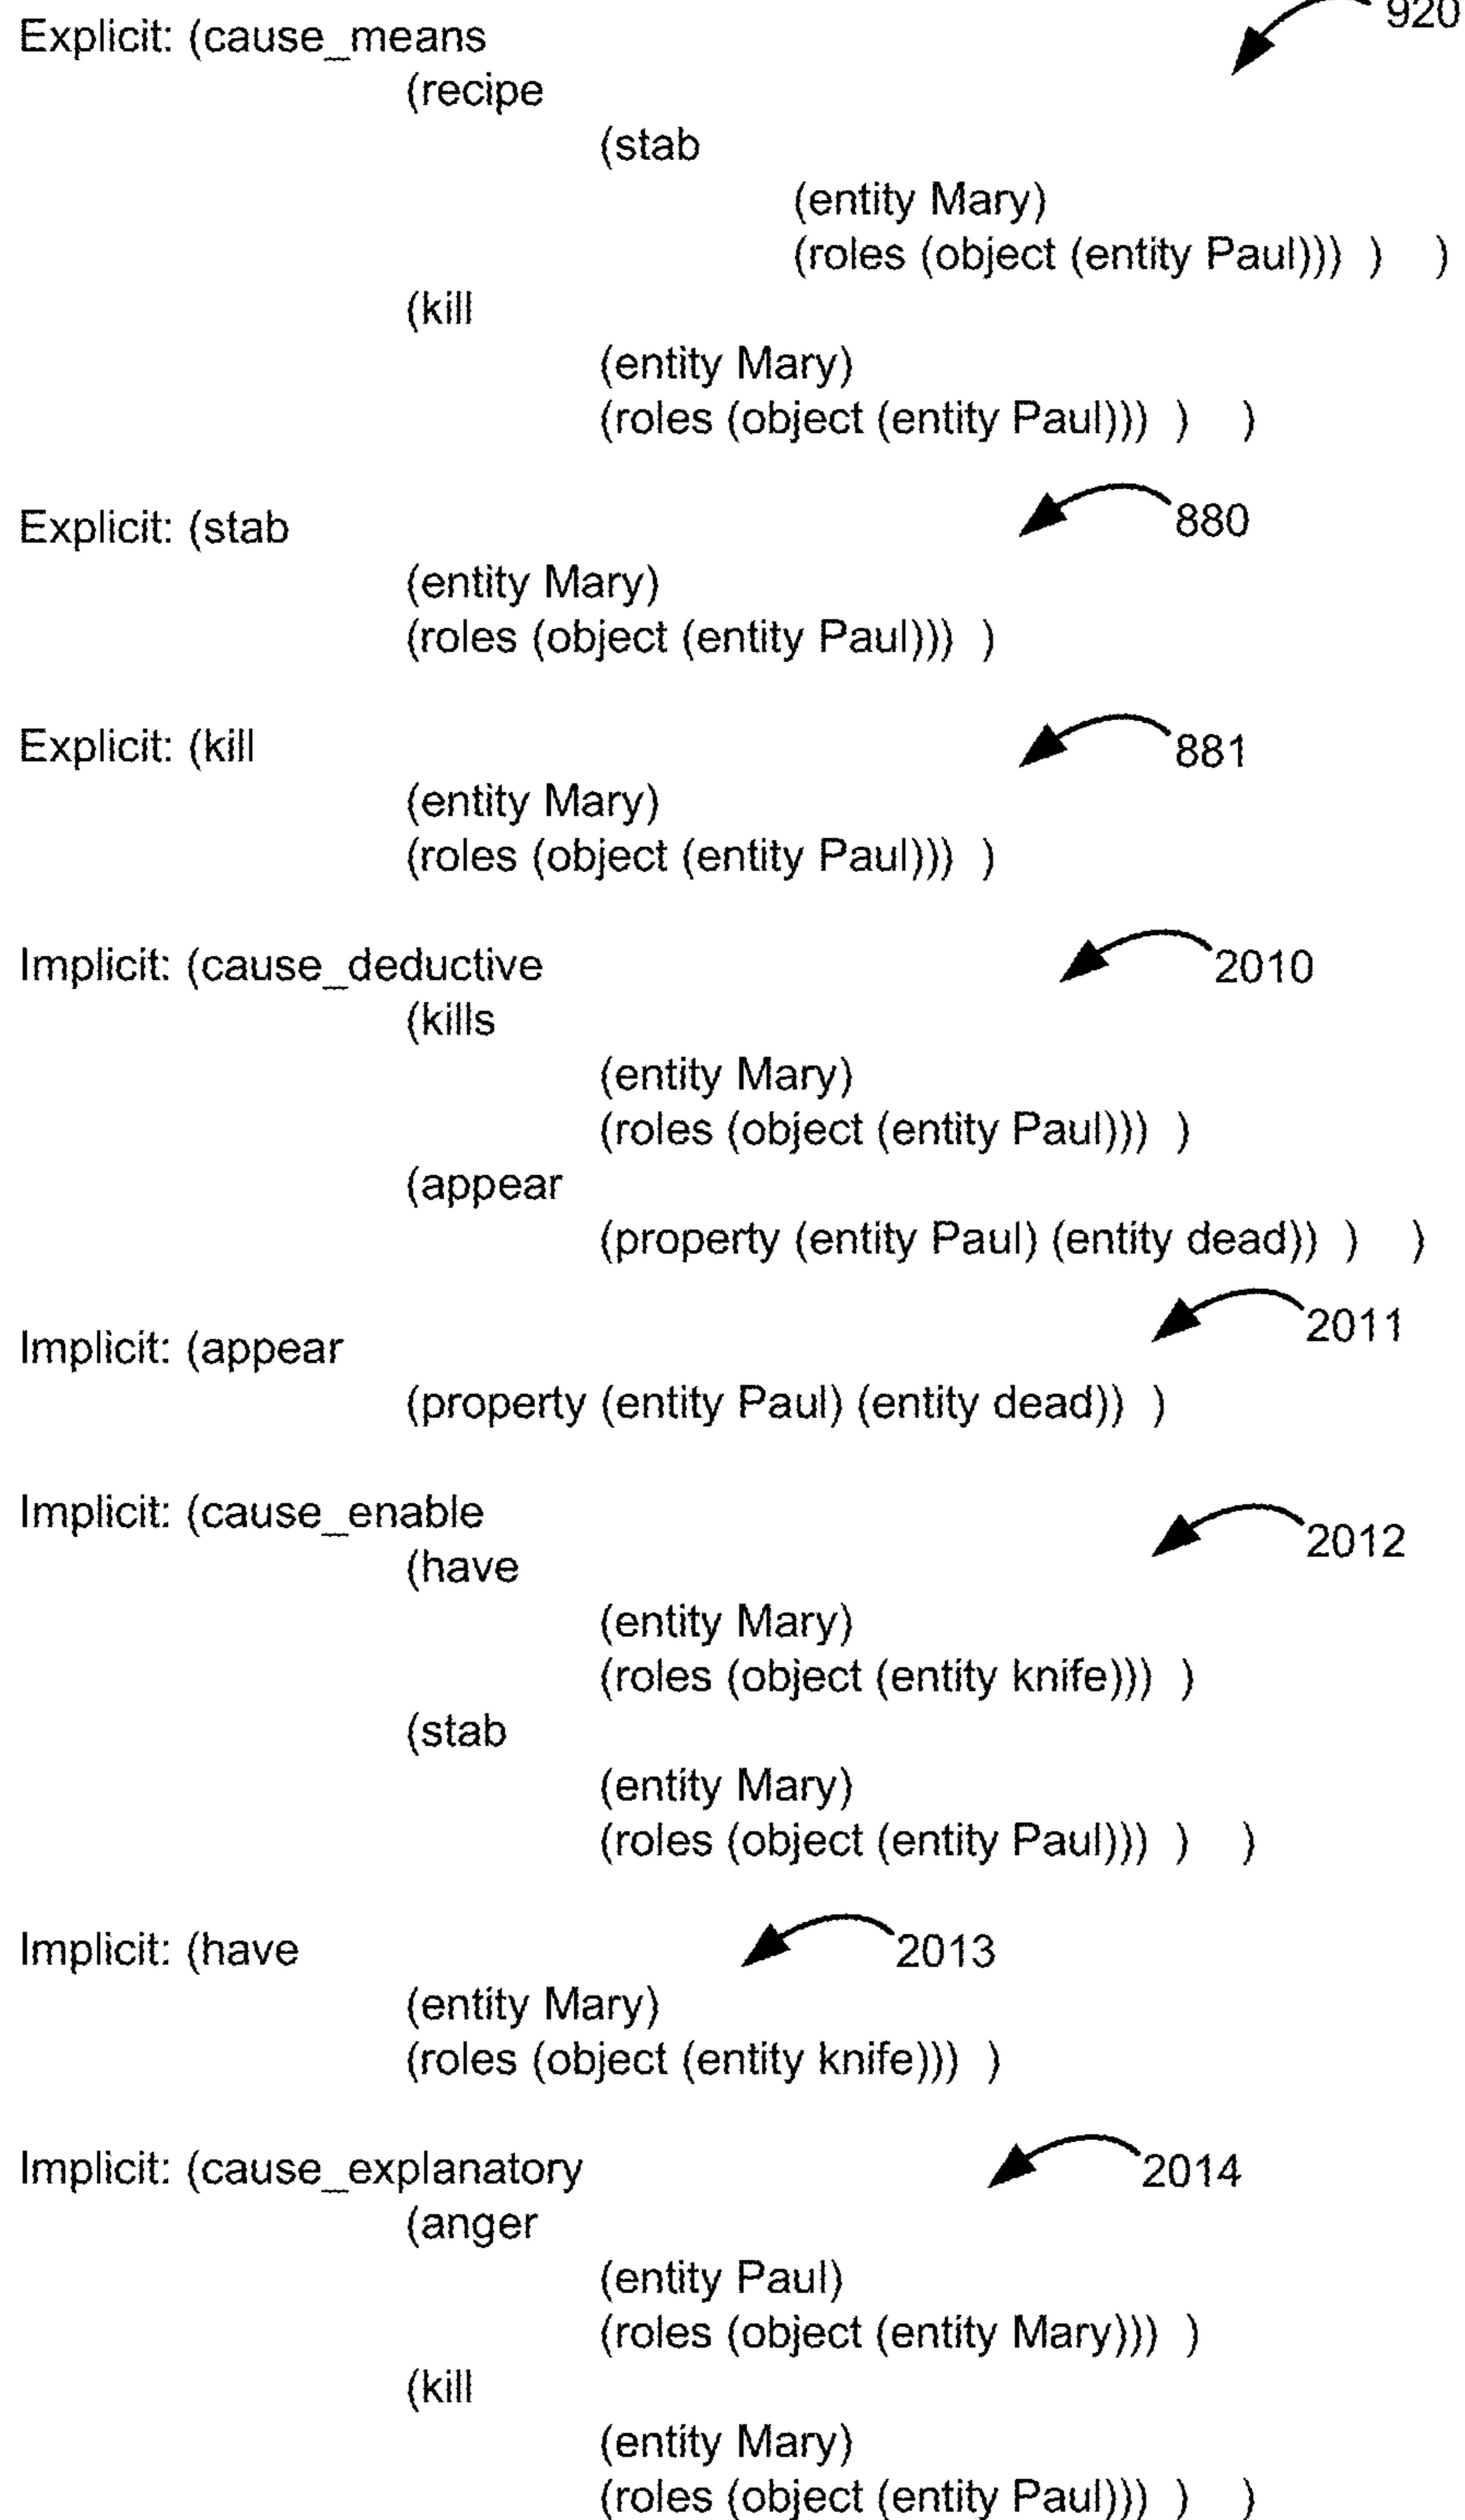 920
Explicit: (cause_means
(recipe
(stab
(entity Mary)
(roles (object (entity Paul))) ) )
(kill
(entity Mary)
(roles (object (entity Paul))) ) )
Explicit: (stab 880
(entity Mary)
(roles (object (entity Paul))) )
Explicit: (kill 881
(entity Mary)
(roles (object (entity Paul))) )
Implicit: (cause_deductive 2010
(kills
(entity Mary)
(roles (object (entity Paul))) )
(appear
(property (entity Paul) (entity dead)) ) )
Implicit: (appear 2011
(property (entity Paul) (entity dead)) )
Implicit: (cause_enable 2012
(have
(entity Mary)
(roles (object (entity knife))) )
(stab
(entity Mary)
(roles (object (entity Paul))) ) )
Implicit: (have 2013
(entity Mary)
(roles (object (entity knife))) )
Implicit: (cause_explanatory 2014
(anger
(entity Paul)
(roles (object (entity Mary))) )
(kill
(entity Mary)
(roles (object (entity Paul))) ) )